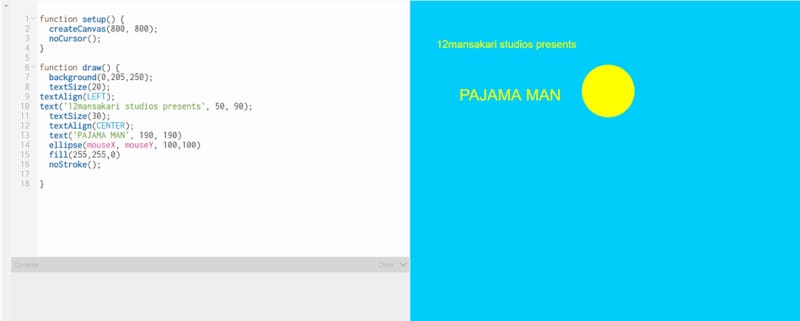 1 function setup() {
2 createCanvas(800, 800);
3 noCursor();
4 }
5
6 function draw() {
7 background(0,205,250);
8 textSize(20);
9 textAlign(LEFT);
10 text('12mansakari studios presents', 50, 90);
11 textSize(30);
12 textAlign(CENTER);
13 text('PAJAMA MAN', 190, 190)
14 ellipse(mouseX, mouseY, 100,100)
15 fill(255,255,0)
16 noStroke();
17
18 }
Console Clear
12mansakari studios presents
PAJAMA MAN